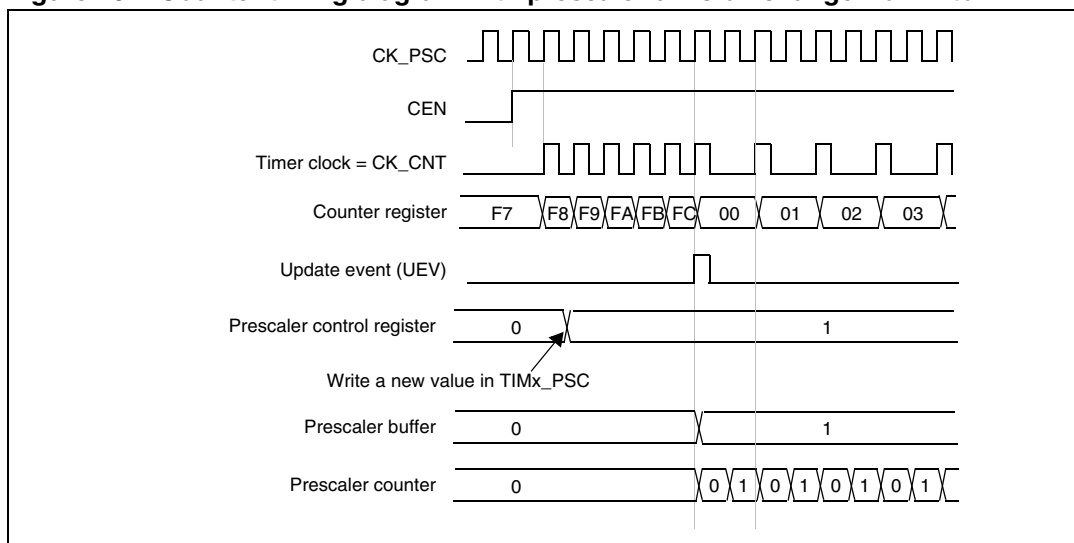 CK_PSC
CEN
Timer clock = CK_CNT
Counter register F7 F8 F9 FA FB FC 00 01 02 03
Update event (UEV)
Prescaler control register 0 1
Write a new value in TIMx_PSC
Prescaler buffer 0 1
Prescaler counter 0 0 1 0 1 0 1 0 1